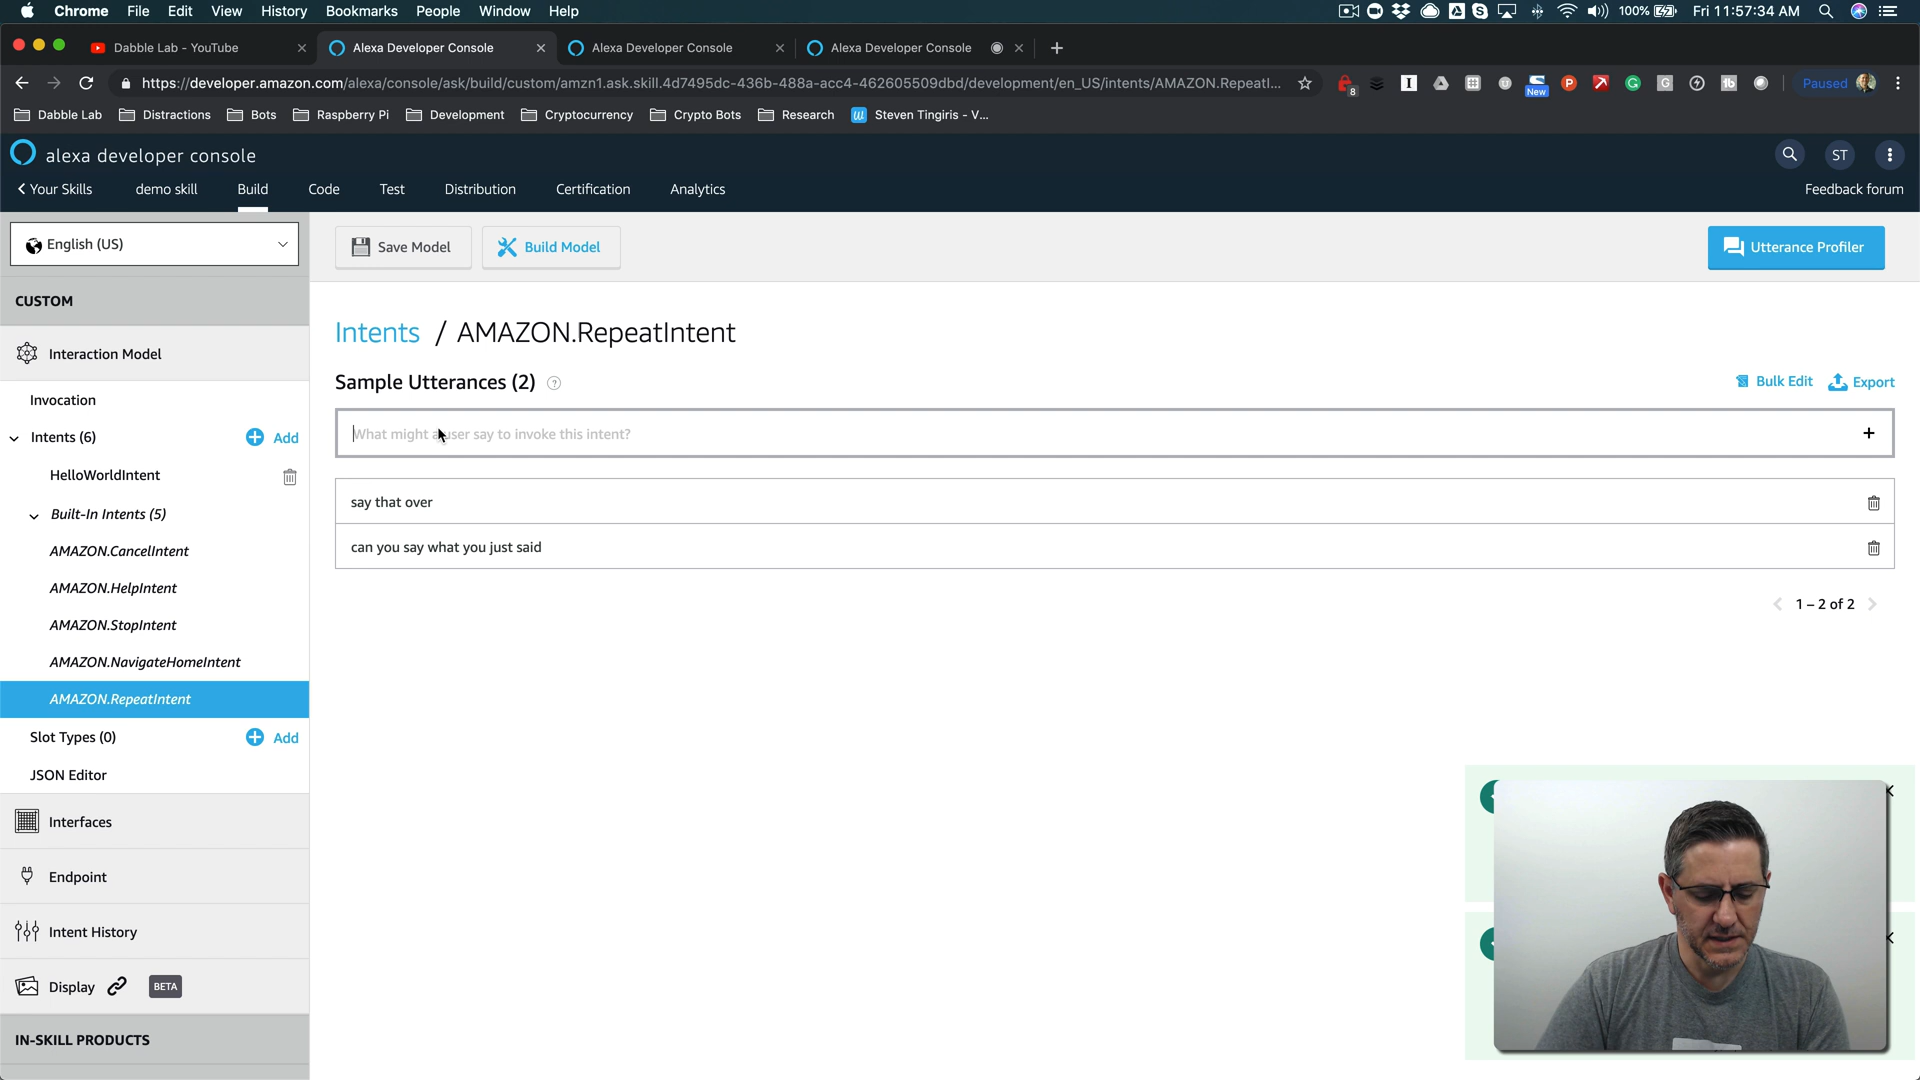 Chrome File Edit View History Bookmarks People Window Help 100% Fri 11:57:34 AM
Dabble Lab - YouTube Alexa Developer Console Alexa Developer Console Alexa Developer Console
https://developer.amazon.com/alexa/console/ask/build/custom/amzn1.ask.skill.4d7495dc-436b-488a-acc4-462605509dbd/development/en_US/intents/AMAZON.RepeatI... 8 New Paused
Dabble Lab Distractions Bots Raspberry Pi Development Cryptocurrency Crypto Bots Research Steven Tingiris - V...
alexa developer console ST
Your Skills demo skill Build Code Test Distribution Certification Analytics Feedback forum
English (US) Save Model Build Model Utterance Profiler
CUSTOM
Interaction Model
Invocation
Intents (6) Add
HelloWorldIntent
Built-In Intents (5)
AMAZON.CancelIntent
AMAZON.HelpIntent
AMAZON.StopIntent
AMAZON.NavigateHomeIntent
AMAZON.RepeatIntent
Slot Types (0) Add
JSON Editor
Interfaces
Endpoint
Intent History
Display BETA
IN-SKILL PRODUCTS
Intents / AMAZON.RepeatIntent
Sample Utterances (2) ?
Bulk Edit Export
What might a user say to invoke this intent?
say that over
can you say what you just said
1 – 2 of 2